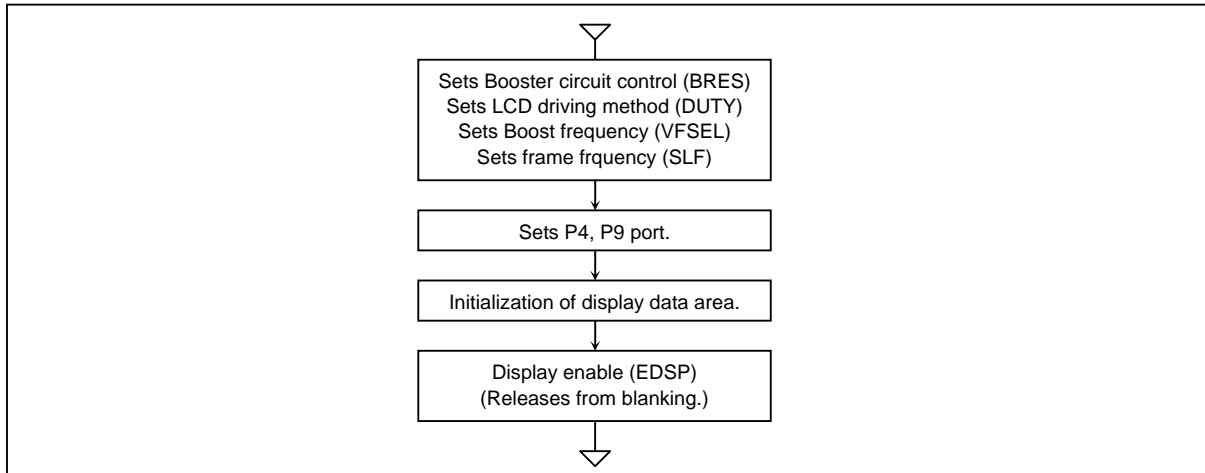 Sets Booster circuit control (BRES)
Sets LCD driving method (DUTY)
Sets Boost frequency (VFSEL)
Sets frame frquency (SLF)
Sets P4, P9 port.
Initialization of display data area.
Display enable (EDSP)
(Releases from blanking.)